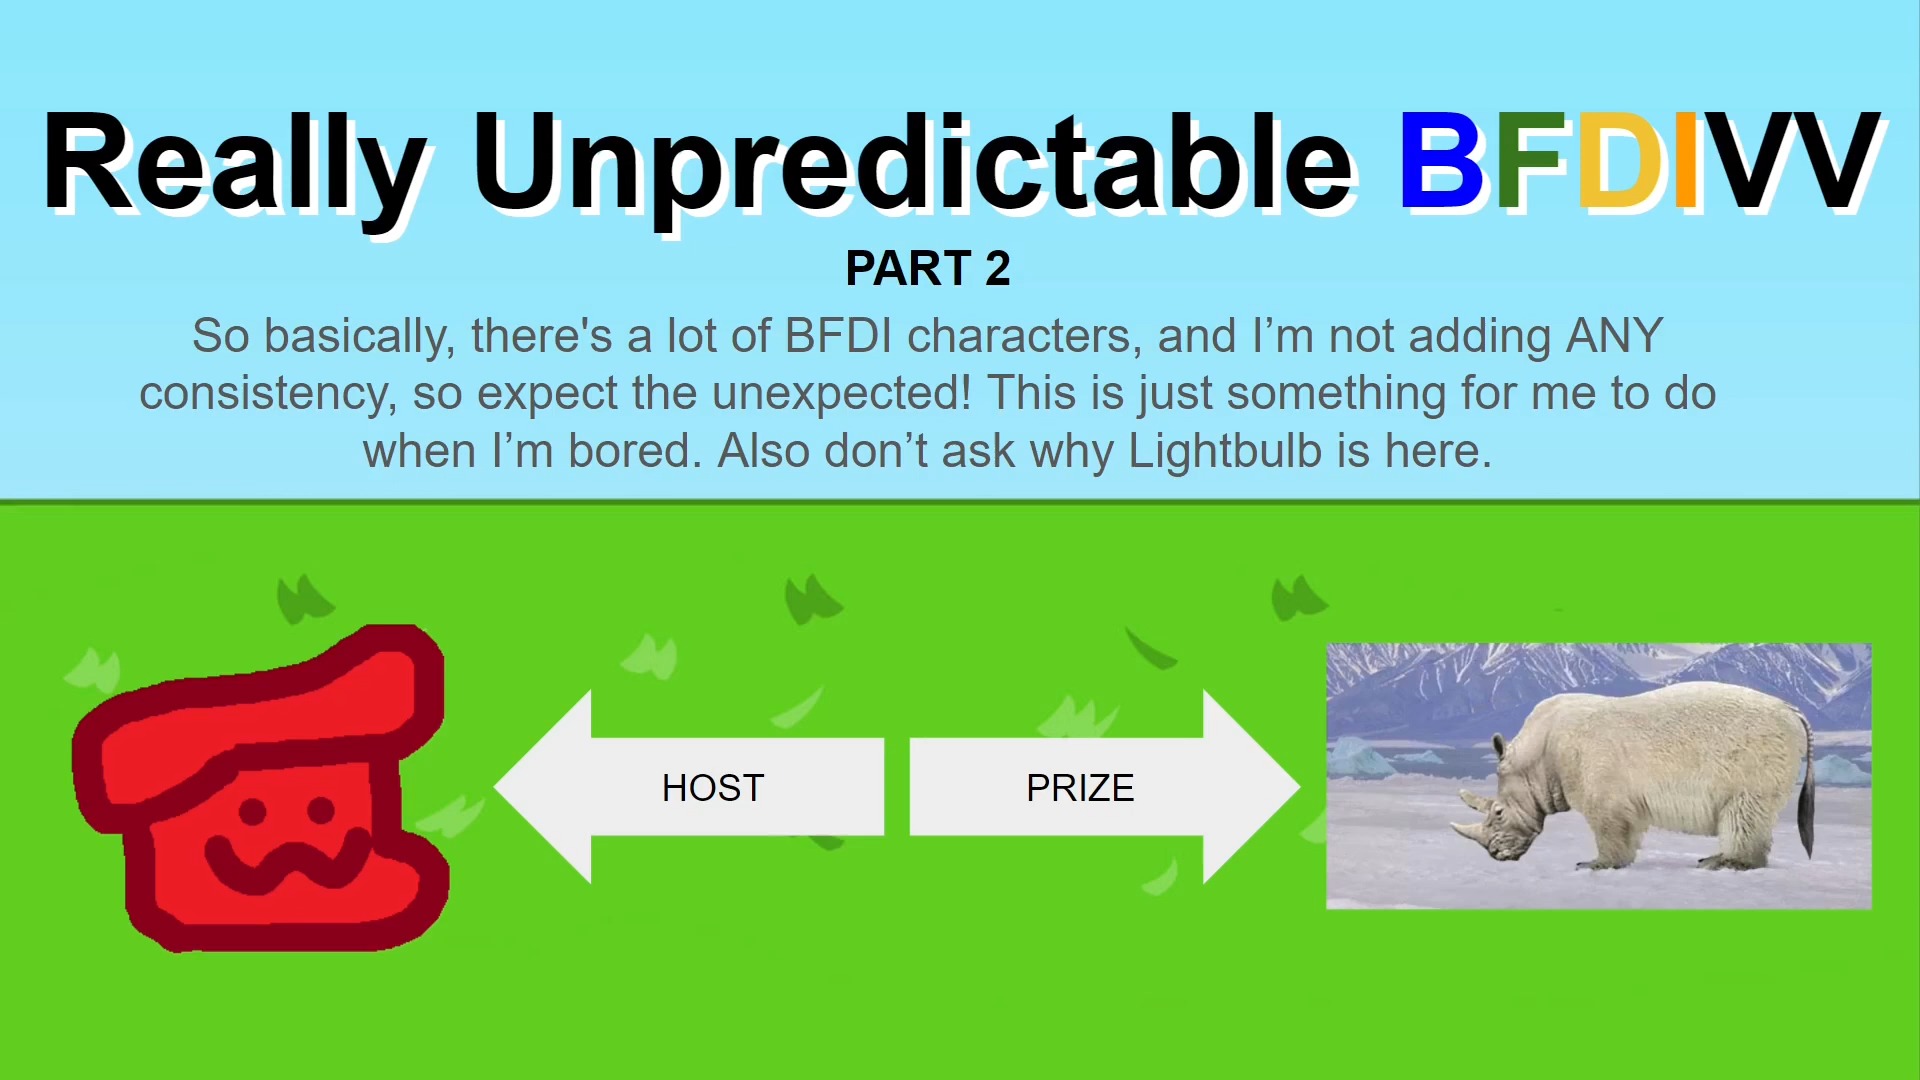 Really Unpredictable BFDIVV
PART 2
So basically, there's a lot of BFDI characters, and I’m not adding ANY
consistency, so expect the unexpected! This is just something for me to do
when I’m bored. Also don’t ask why Lightbulb is here.
HOST
PRIZE